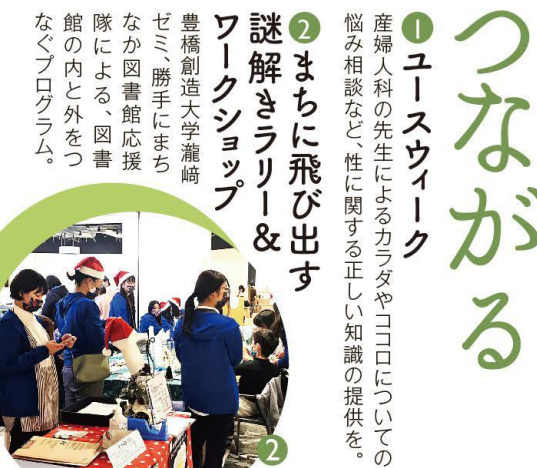 つながる
1 ユースウィーク
産婦人科の先生によるカラダやココロについての
悩み相談など、性に関する正しい知識の提供を。
2 まちに飛び出す
謎解きラリー&
ワークショップ
豊橋創造大学瀧﨑
ゼミ、勝手にまち
なか図書館応援
隊による、図書
館の内と外をつ
なぐプログラム。
2